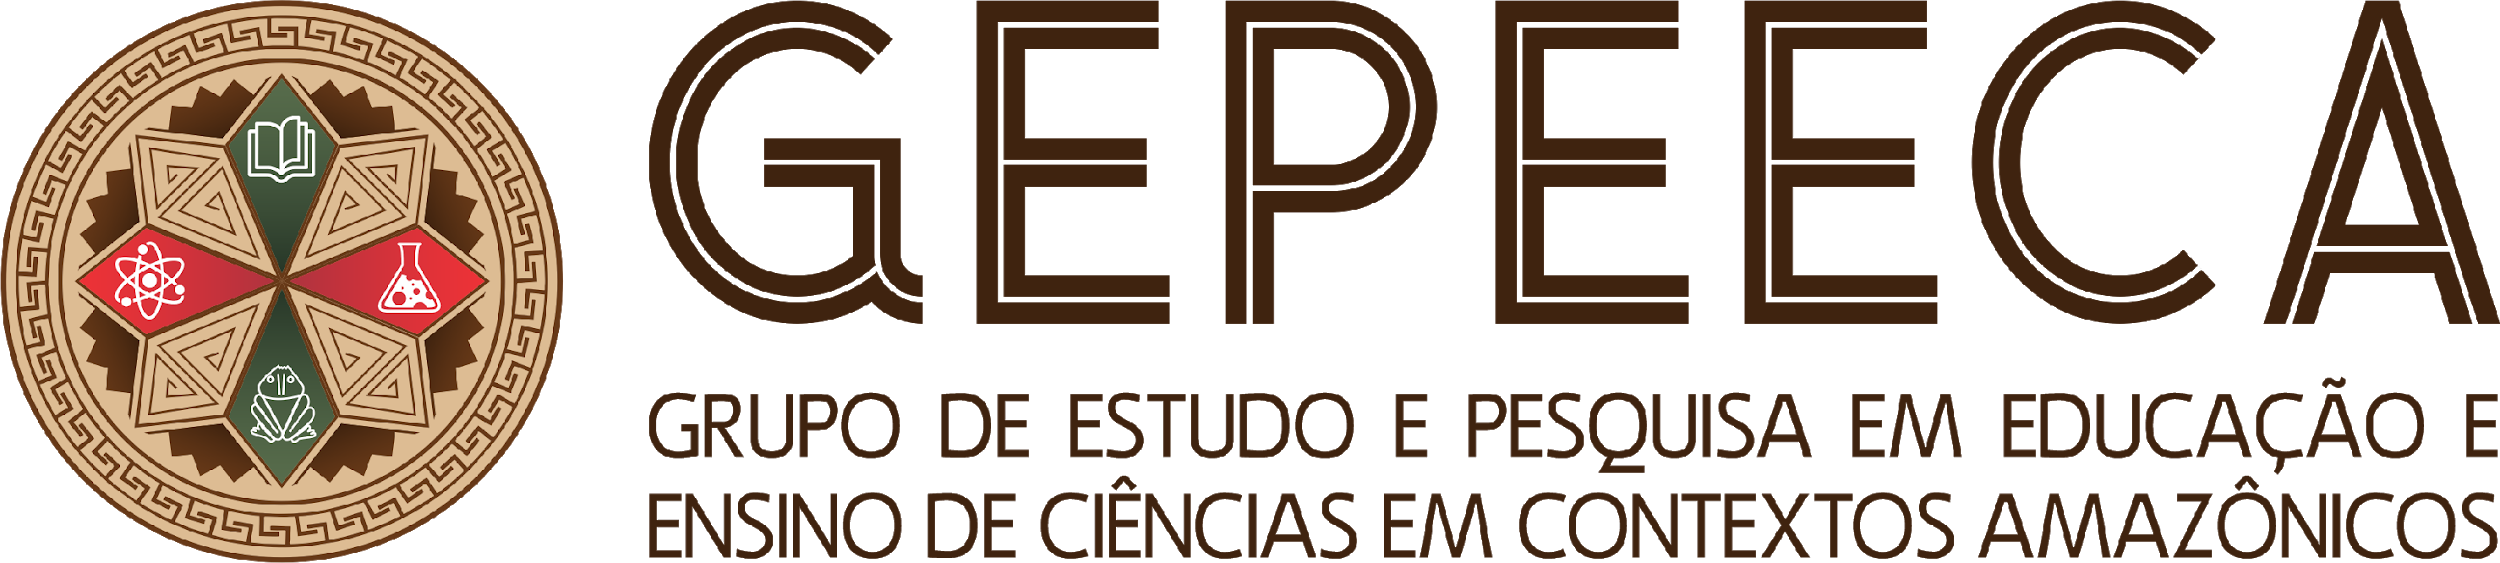 GEPEECA
GRUPO DE ESTUDO E PESQUISA EM EDUCAÇÃO E
ENSINO DE CIÊNCIAS EM CONTEXTOS AMAZÔNICOS